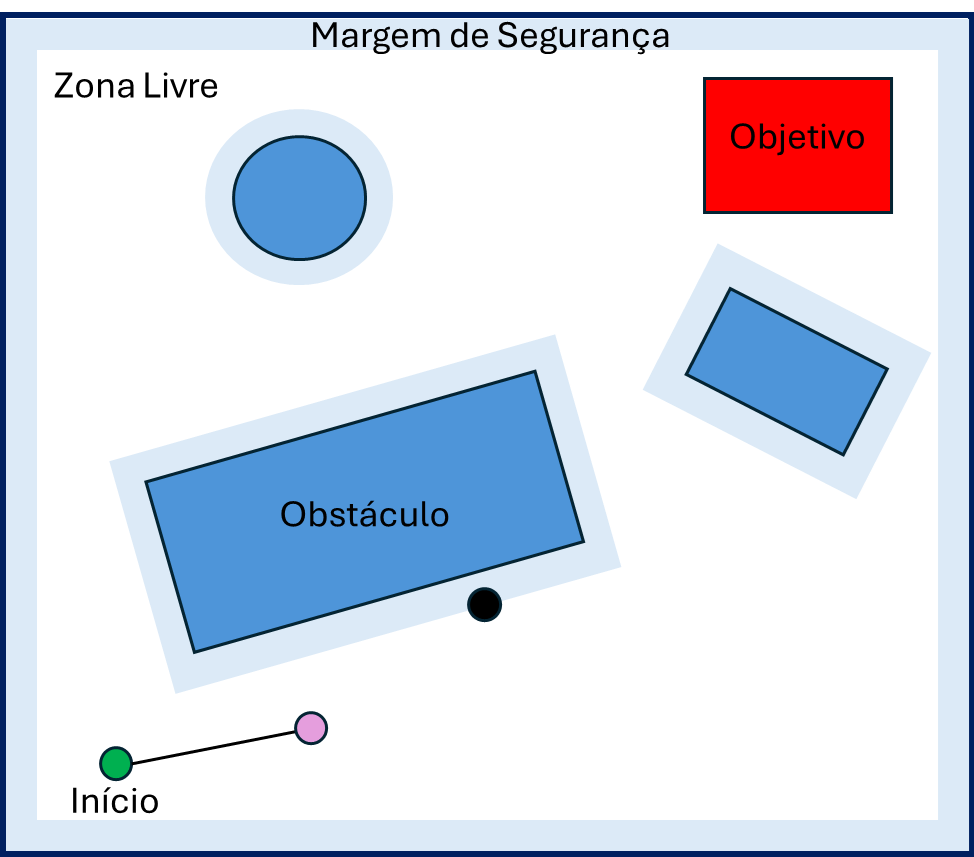 Margem de Segurança
Zona Livre
Objetivo
Obstáculo
Início